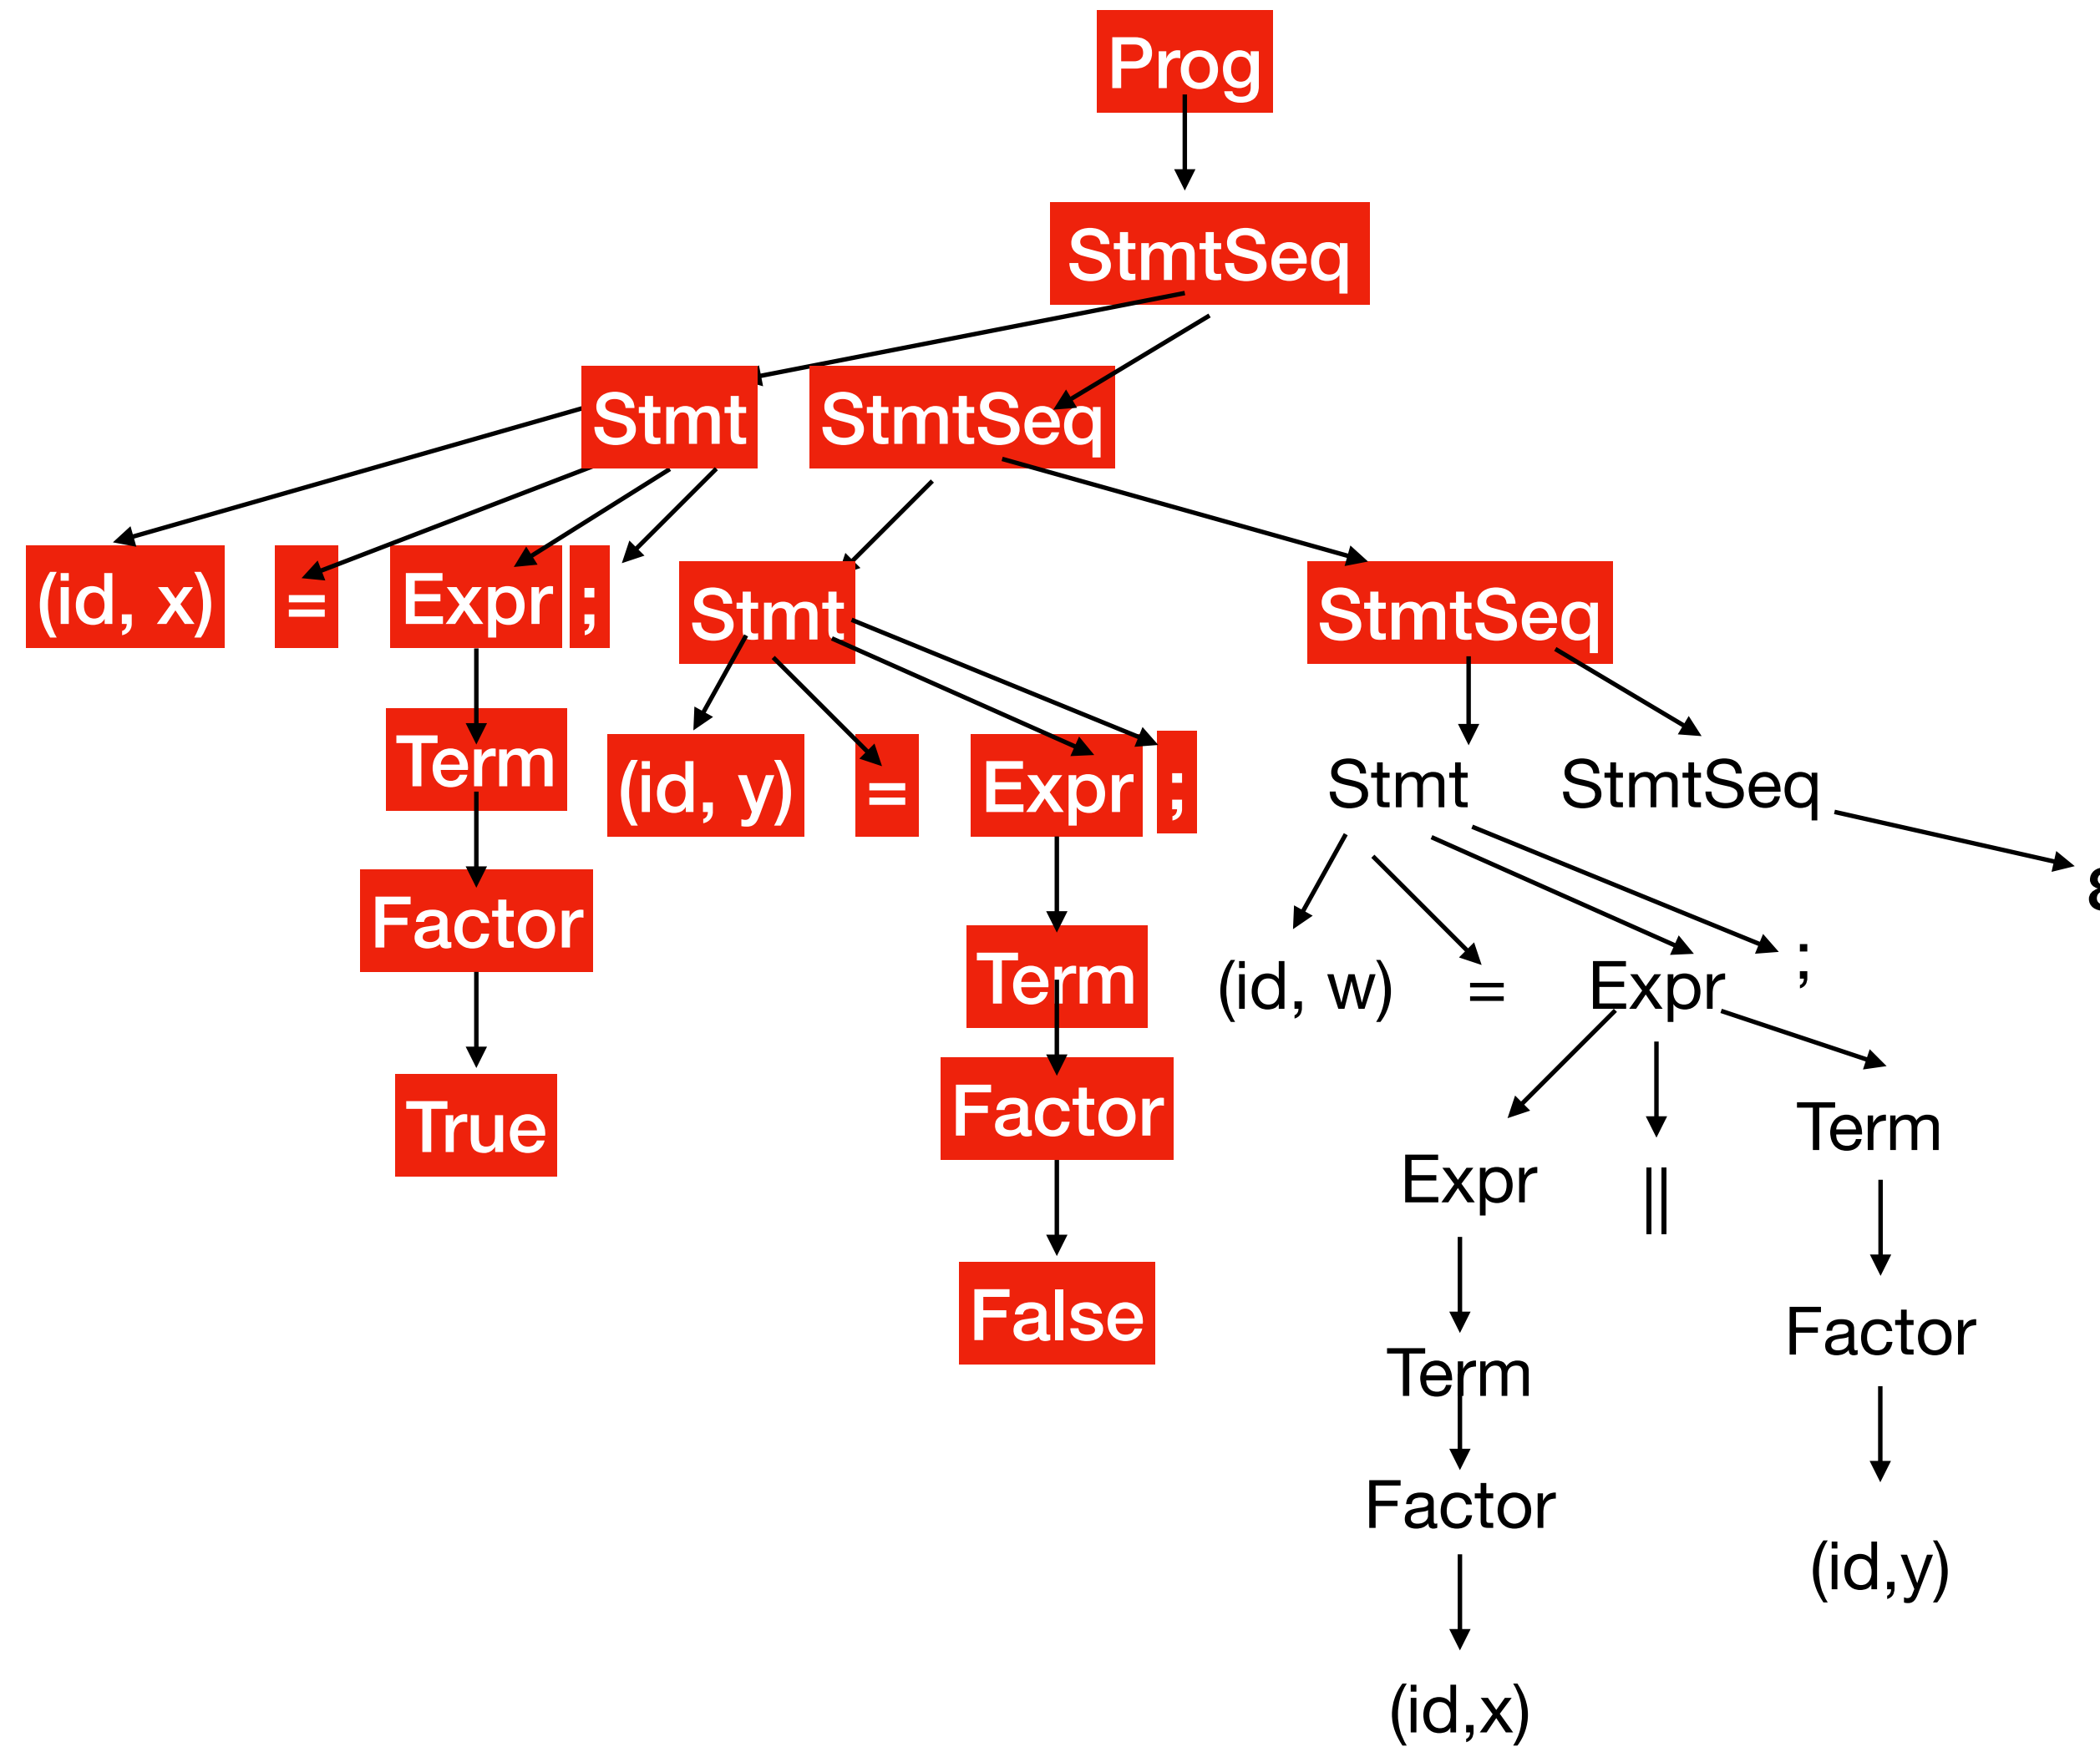 Prog
StmtSeq
Stmt StmtSeq
(id, x) = Expr ; Stmt StmtSeq
Term (id, y) = Expr ; Stmt StmtSeq
Factor Term (id, w) = Expr ;
True Factor Expr || Term
False Term Factor
Factor (id,y)
(id,x)